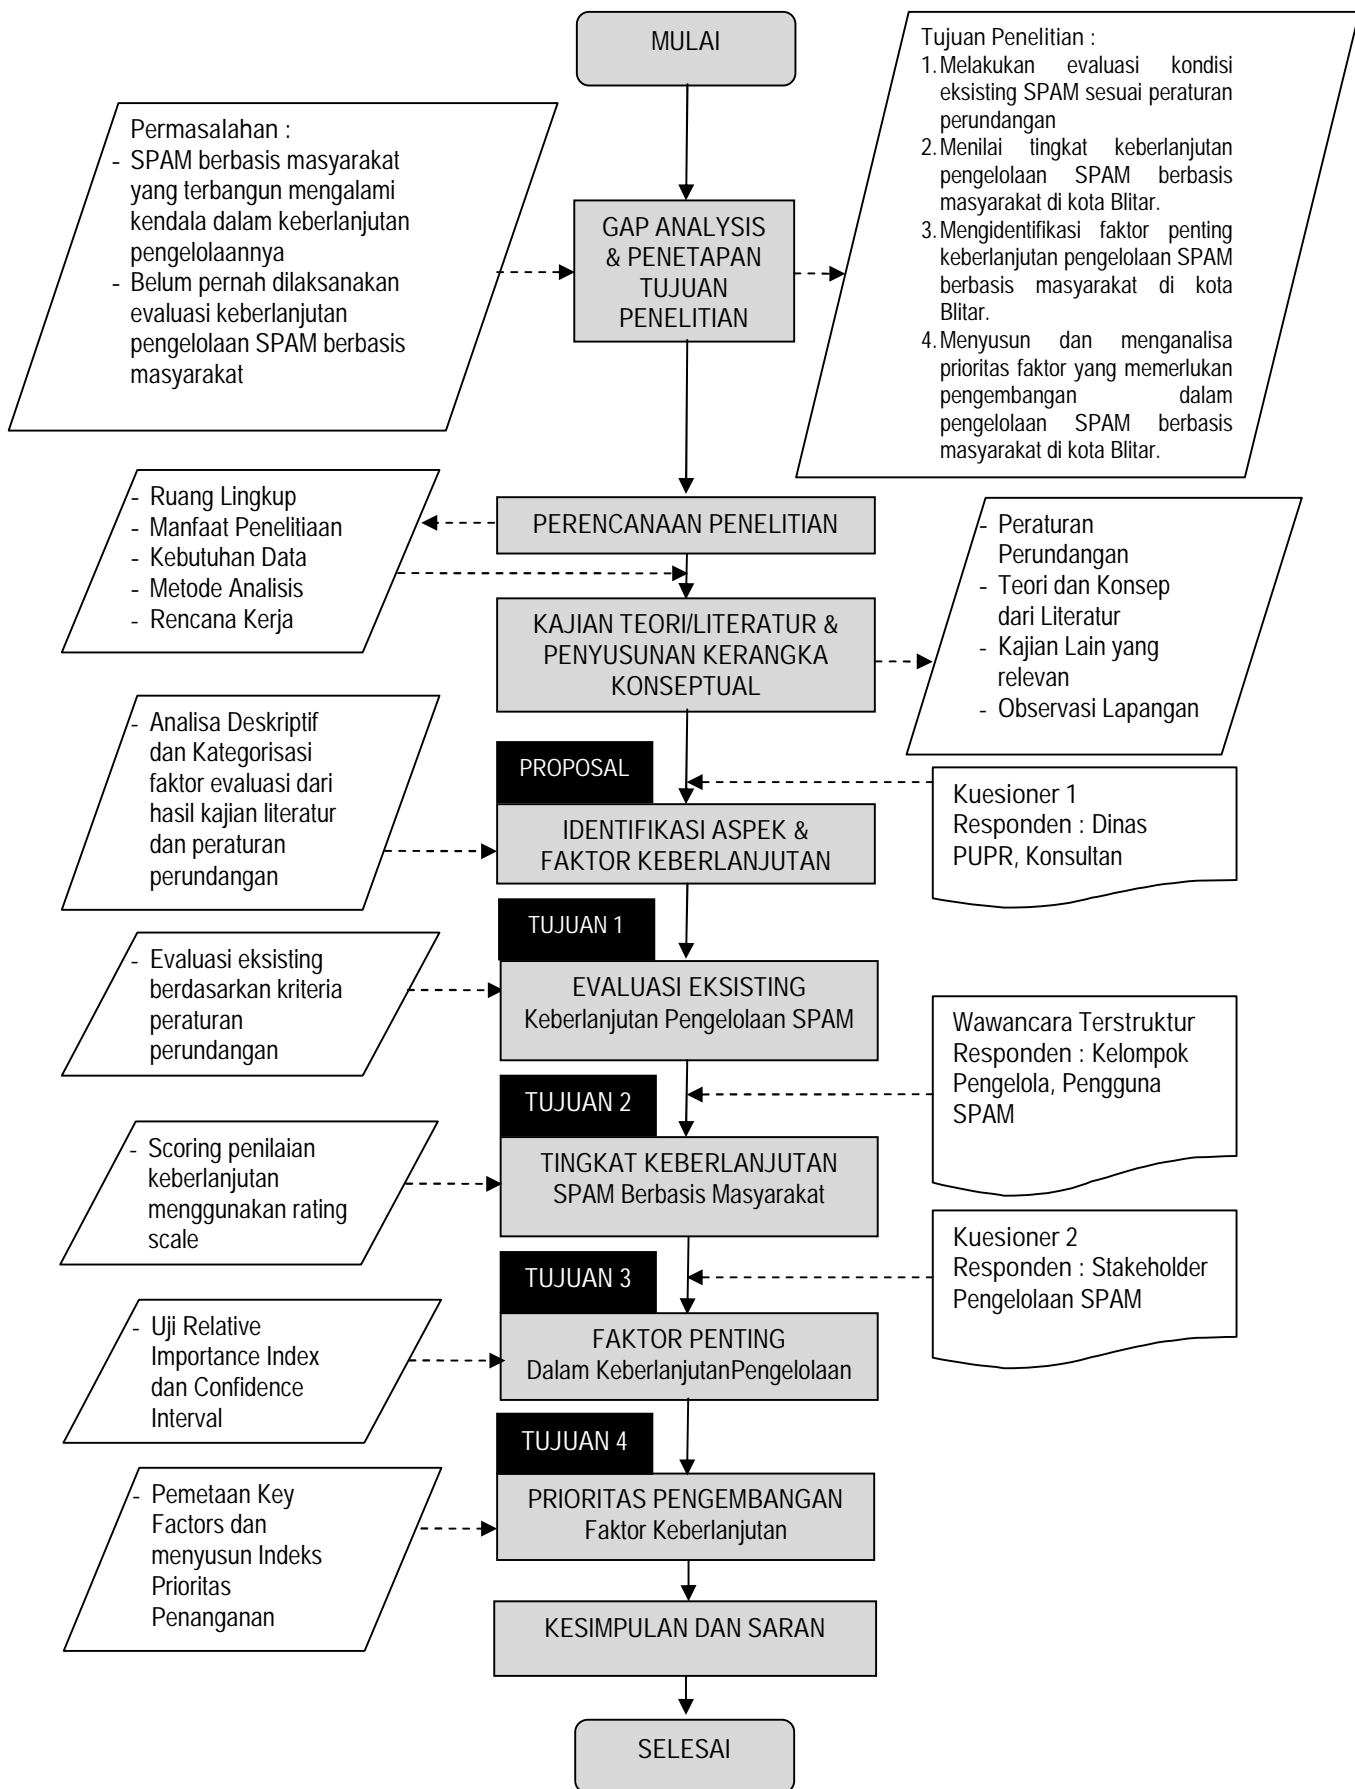 MULAI
Permasalahan :
- SPAM berbasis masyarakat
yang terbangun mengalami
kendala dalam keberlanjutan
pengelolaannya
- Belum pernah dilaksanakan
evaluasi keberlanjutan
pengelolaan SPAM berbasis
masyarakat
GAP ANALYSIS
& PENETAPAN
TUJUAN
PENELITIAN
Tujuan Penelitian :
1. Melakukan evaluasi kondisi
eksisting SPAM sesuai peraturan
perundangan
2. Menilai tingkat keberlanjutan
pengelolaan SPAM berbasis
masyarakat di kota Blitar.
3. Mengidentifikasi faktor penting
keberlanjutan pengelolaan SPAM
berbasis masyarakat di kota
Blitar.
4. Menyusun dan menganalisa
prioritas faktor yang memerlukan
pengembangan dalam
pengelolaan SPAM berbasis
masyarakat di kota Blitar.
- Ruang Lingkup
- Manfaat Penelitiaan
- Kebutuhan Data
- Metode Analisis
- Rencana Kerja
PERENCANAAN PENELITIAN
KAJIAN TEORI/LITERATUR &
PENYUSUNAN KERANGKA
KONSEPTUAL
- Peraturan
Perundangan
- Teori dan Konsep
dari Literatur
- Kajian Lain yang
relevan
- Observasi Lapangan
- Analisa Deskriptif
dan Kategorisasi
faktor evaluasi dari
hasil kajian literatur
dan peraturan
perundangan
PROPOSAL
IDENTIFIKASI ASPEK &
FAKTOR KEBERLANJUTAN
Kuesioner 1
Responden : Dinas
PUPR, Konsultan
TUJUAN 1
- Evaluasi eksisting
berdasarkan kriteria
peraturan
perundangan
EVALUASI EKSISTING
Keberlanjutan Pengelolaan SPAM
Wawancara Terstruktur
Responden : Kelompok
Pengelola, Pengguna
SPAM
TUJUAN 2
- Scoring penilaian
keberlanjutan
menggunakan rating
scale
TINGKAT KEBERLANJUTAN
SPAM Berbasis Masyarakat
Kuesioner 2
Responden : Stakeholder
Pengelolaan SPAM
TUJUAN 3
- Uji Relative
Importance Index
dan Confidence
Interval
FAKTOR PENTING
Dalam KeberlanjutanPengelolaan
TUJUAN 4
- Pemetaan Key
Factors dan
menyusun Indeks
Prioritas
Penanganan
PRIORITAS PENGEMBANGAN
Faktor Keberlanjutan
KESIMPULAN DAN SARAN
SELESAI